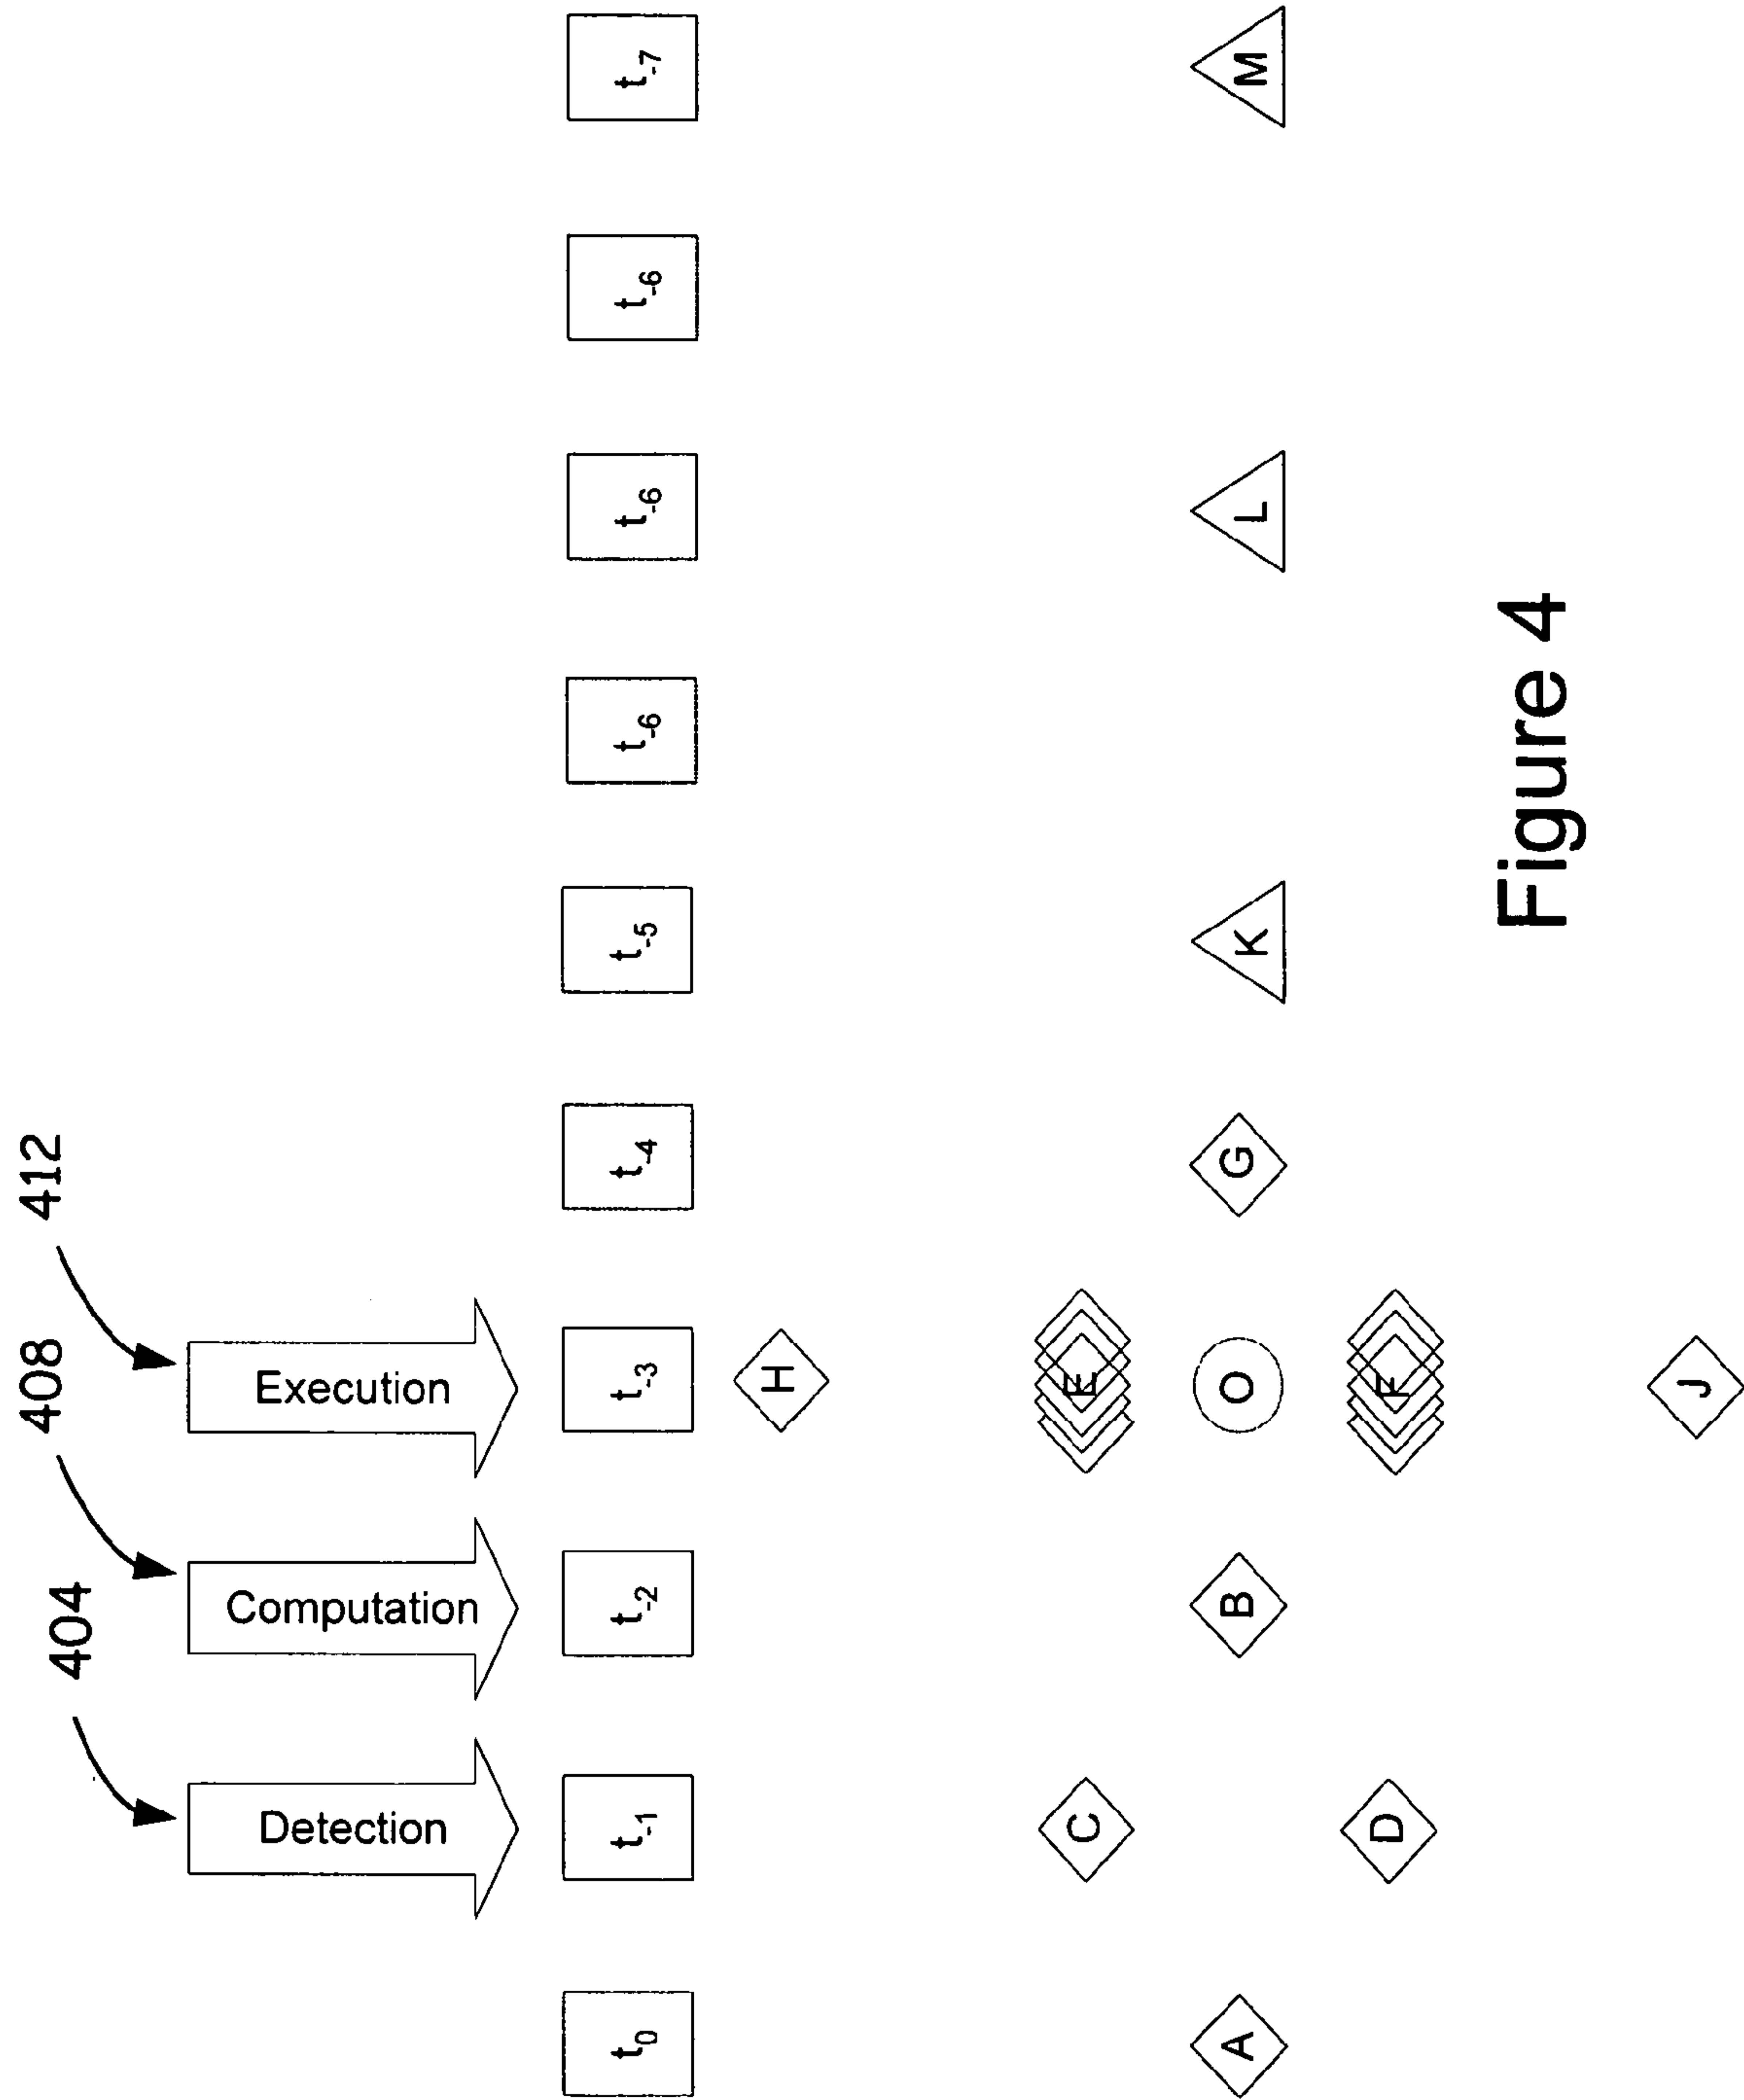 404 408 412
Detection Computation Execution
t0 t-1 t-2 t-3 t-4 t-5 t-6 t-6 t-6 t-7
H
C E
A B O G K L M
D F
J
Figure 4